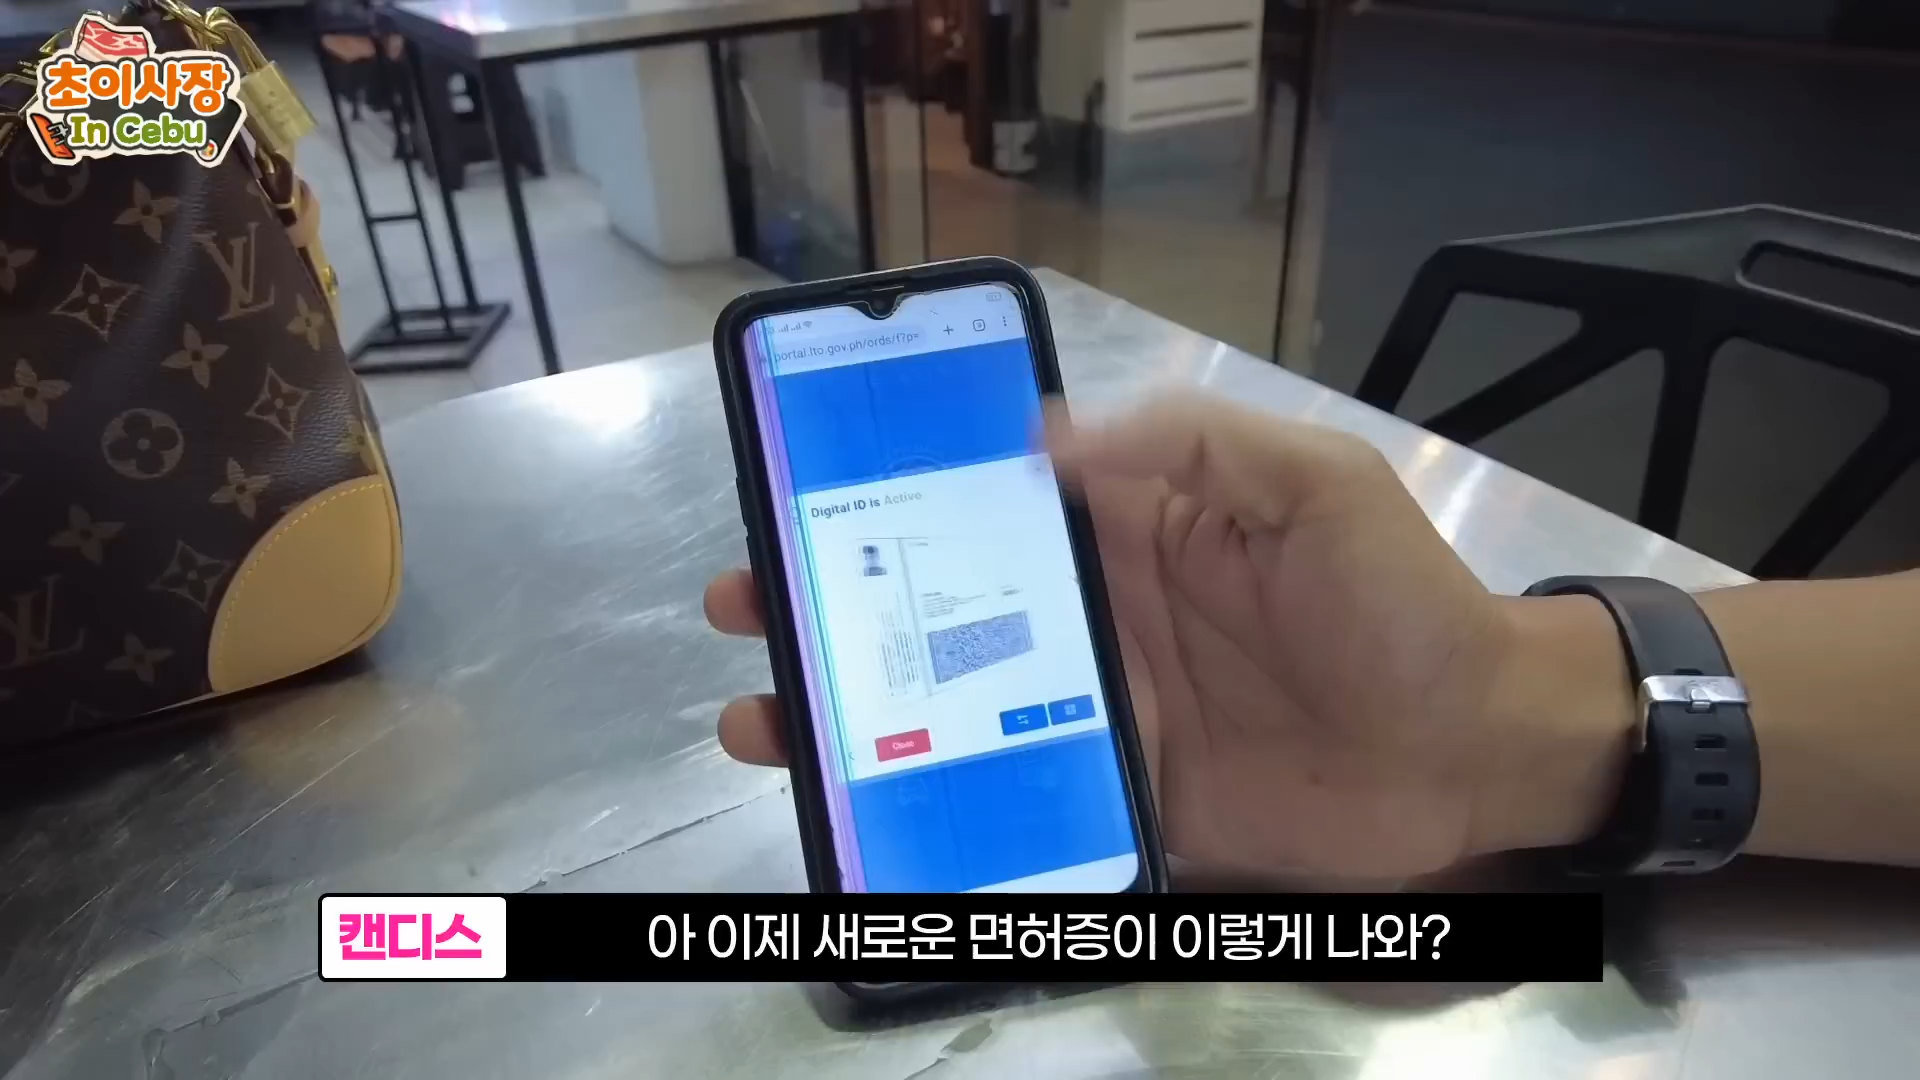 초이사장
In Cebu
portal.lto.gov.ph/ords/f?p=
Digital ID is Active
Close
캔디스
아 이제 새로운 면허증이 이렇게 나와?